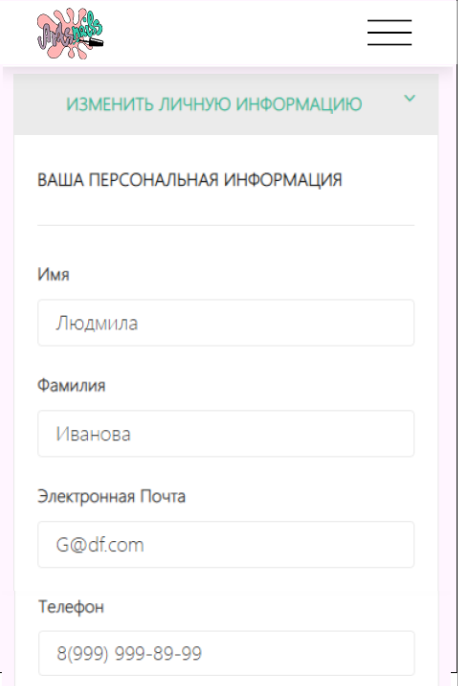 ИЗМЕНИТЬ ЛИЧНУЮ ИНФОРМАЦИЮ
ВАША ПЕРСОНАЛЬНАЯ ИНФОРМАЦИЯ
Имя
Людмила
Фамилия
Иванова
Электронная Почта
G@df.com
Телефон
8(999) 999-89-99